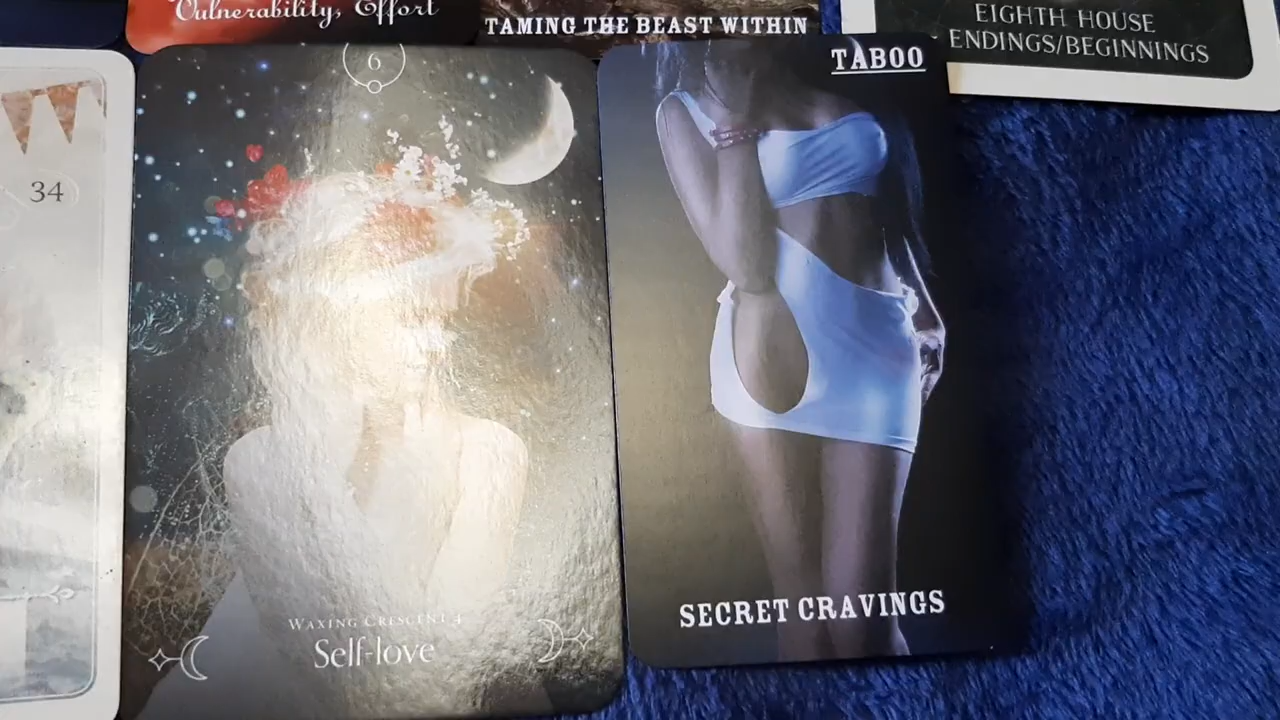 Vulnerability, Effort
TAMING THE BEAST WITHIN
EIGHTH HOUSE
ENDINGS/BEGINNINGS
34
6
WAXING CRESCENT 4
Self-love
TABOO
SECRET CRAVINGS